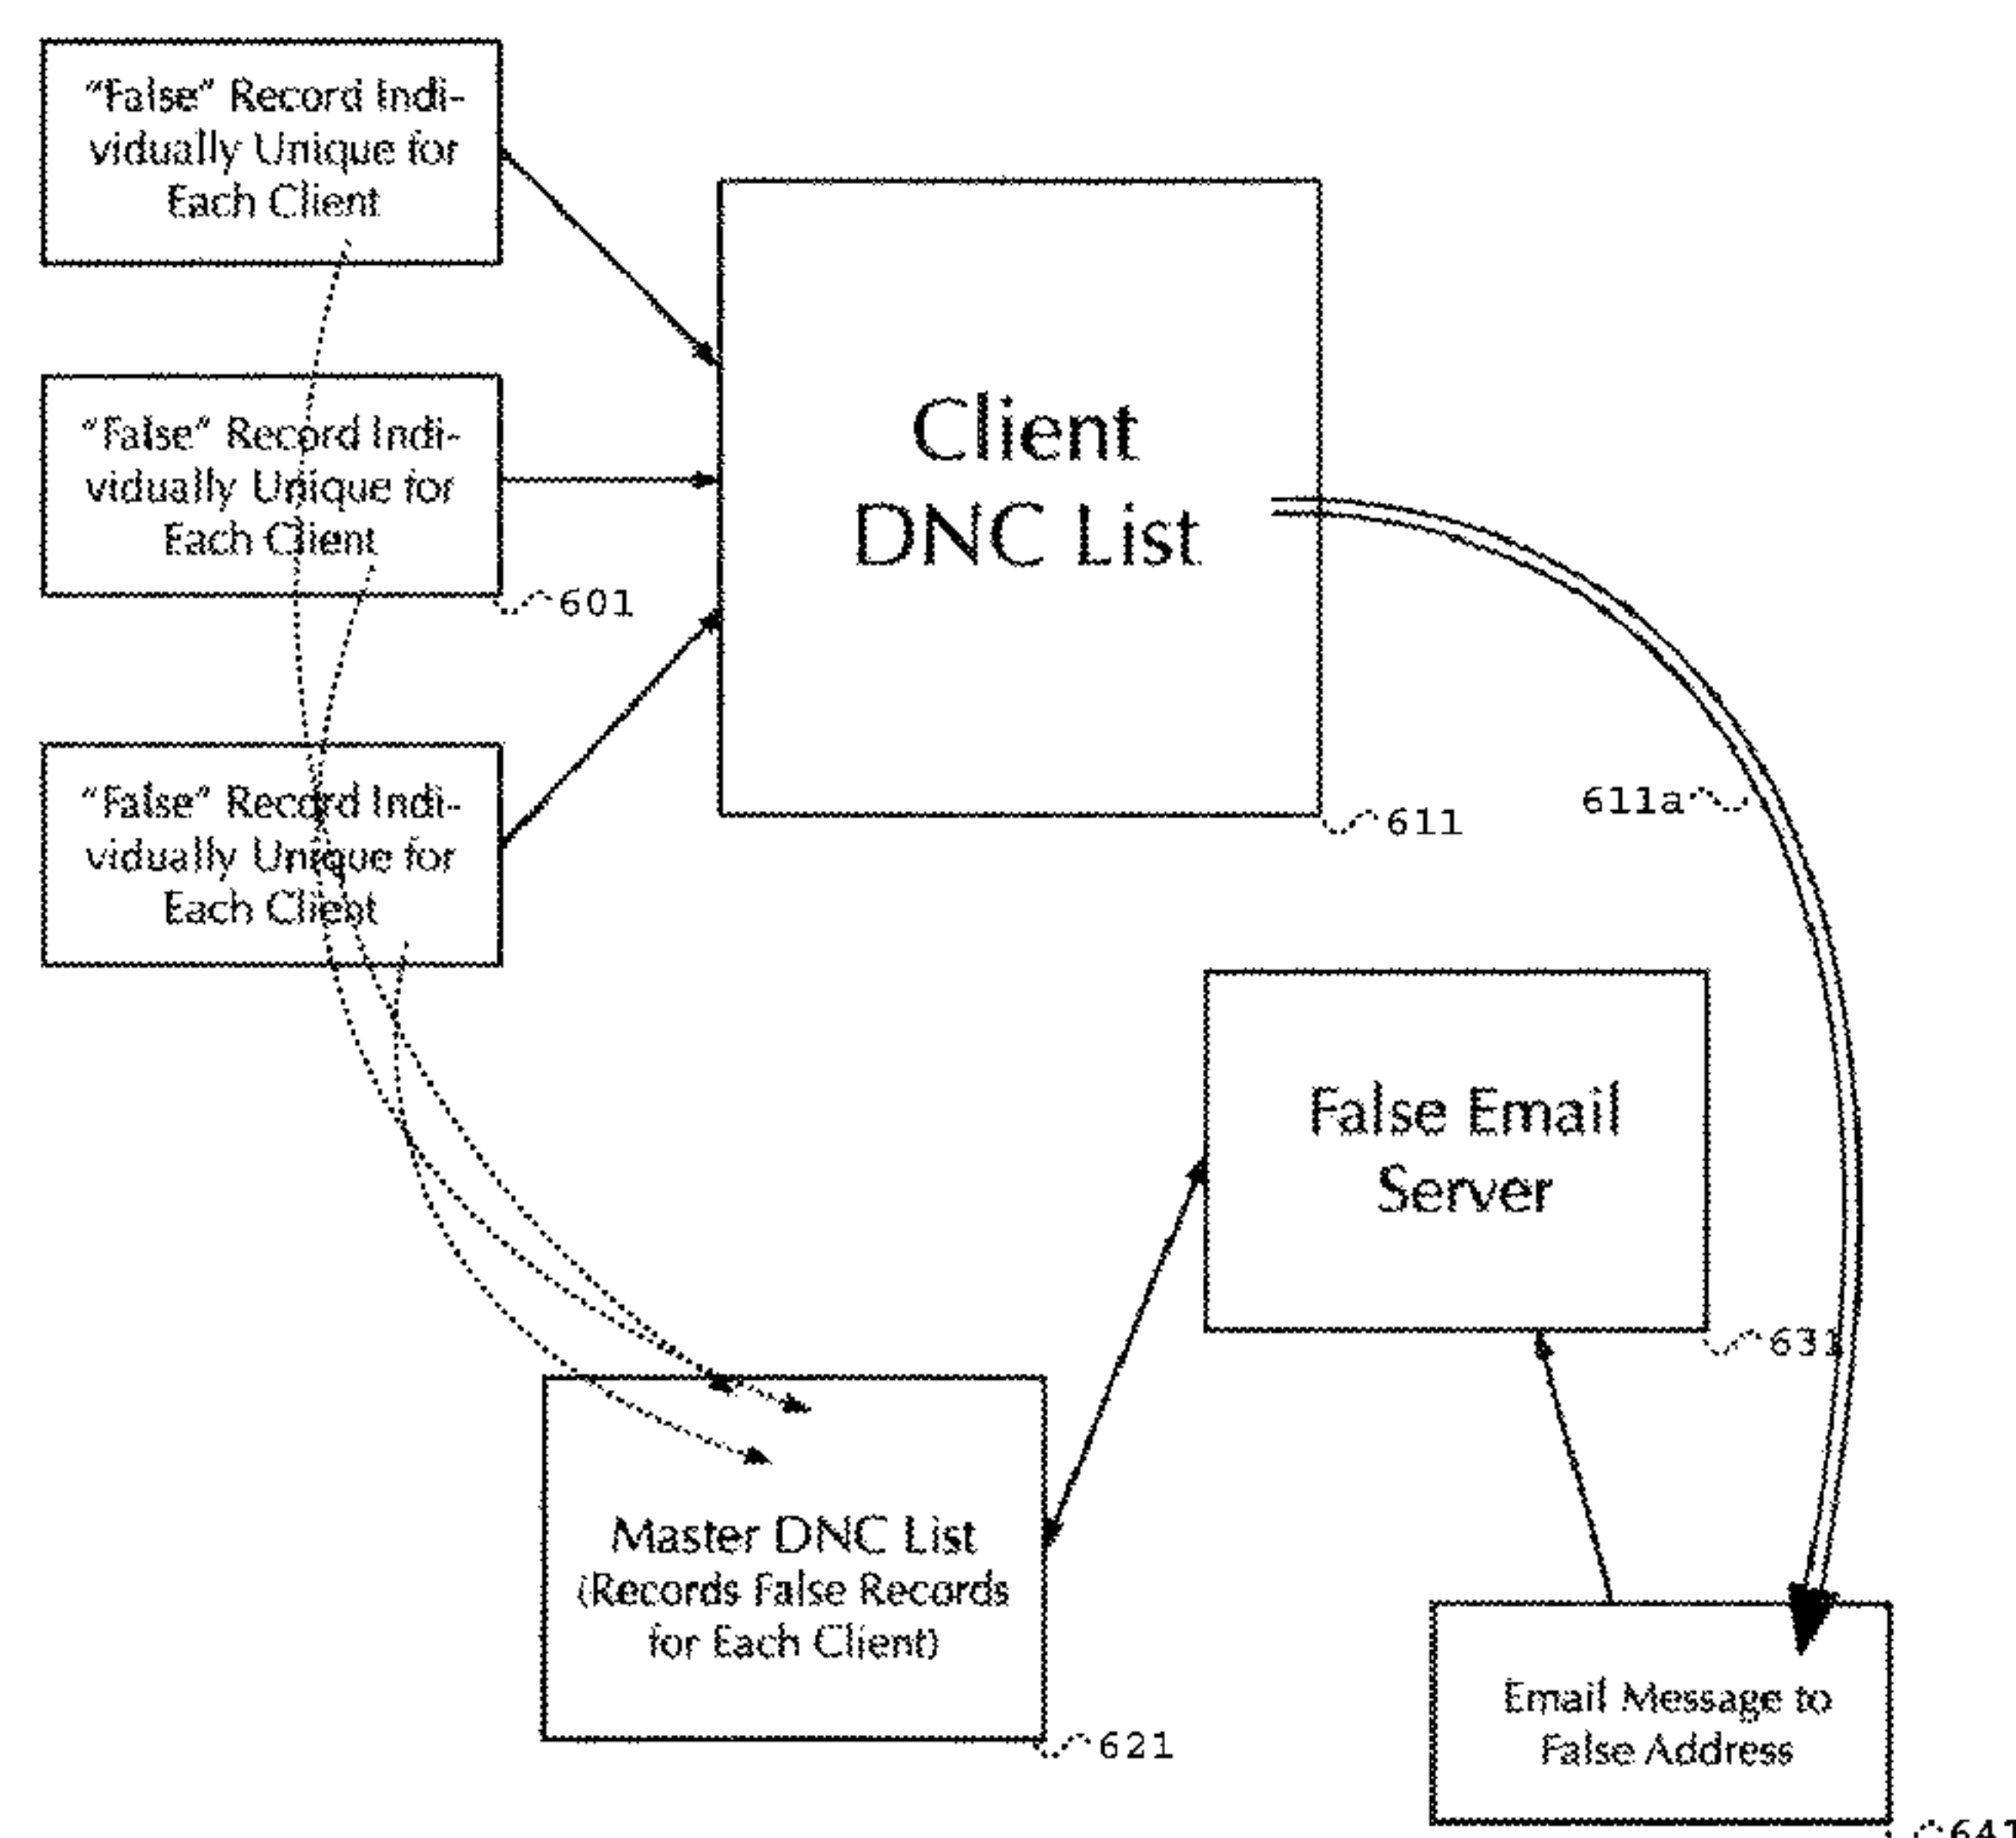 "False" Record Indi-
vidually Unique for
Each Client
"False" Record Indi-
vidually Unique for
Each Client
601
"False" Record Indi-
vidually Unique for
Each Client
Client
DNC List
611
611a
False Email
Server
631
Master DNC List
(Records False Records
for Each Client)
621
Email Message to
False Address
641